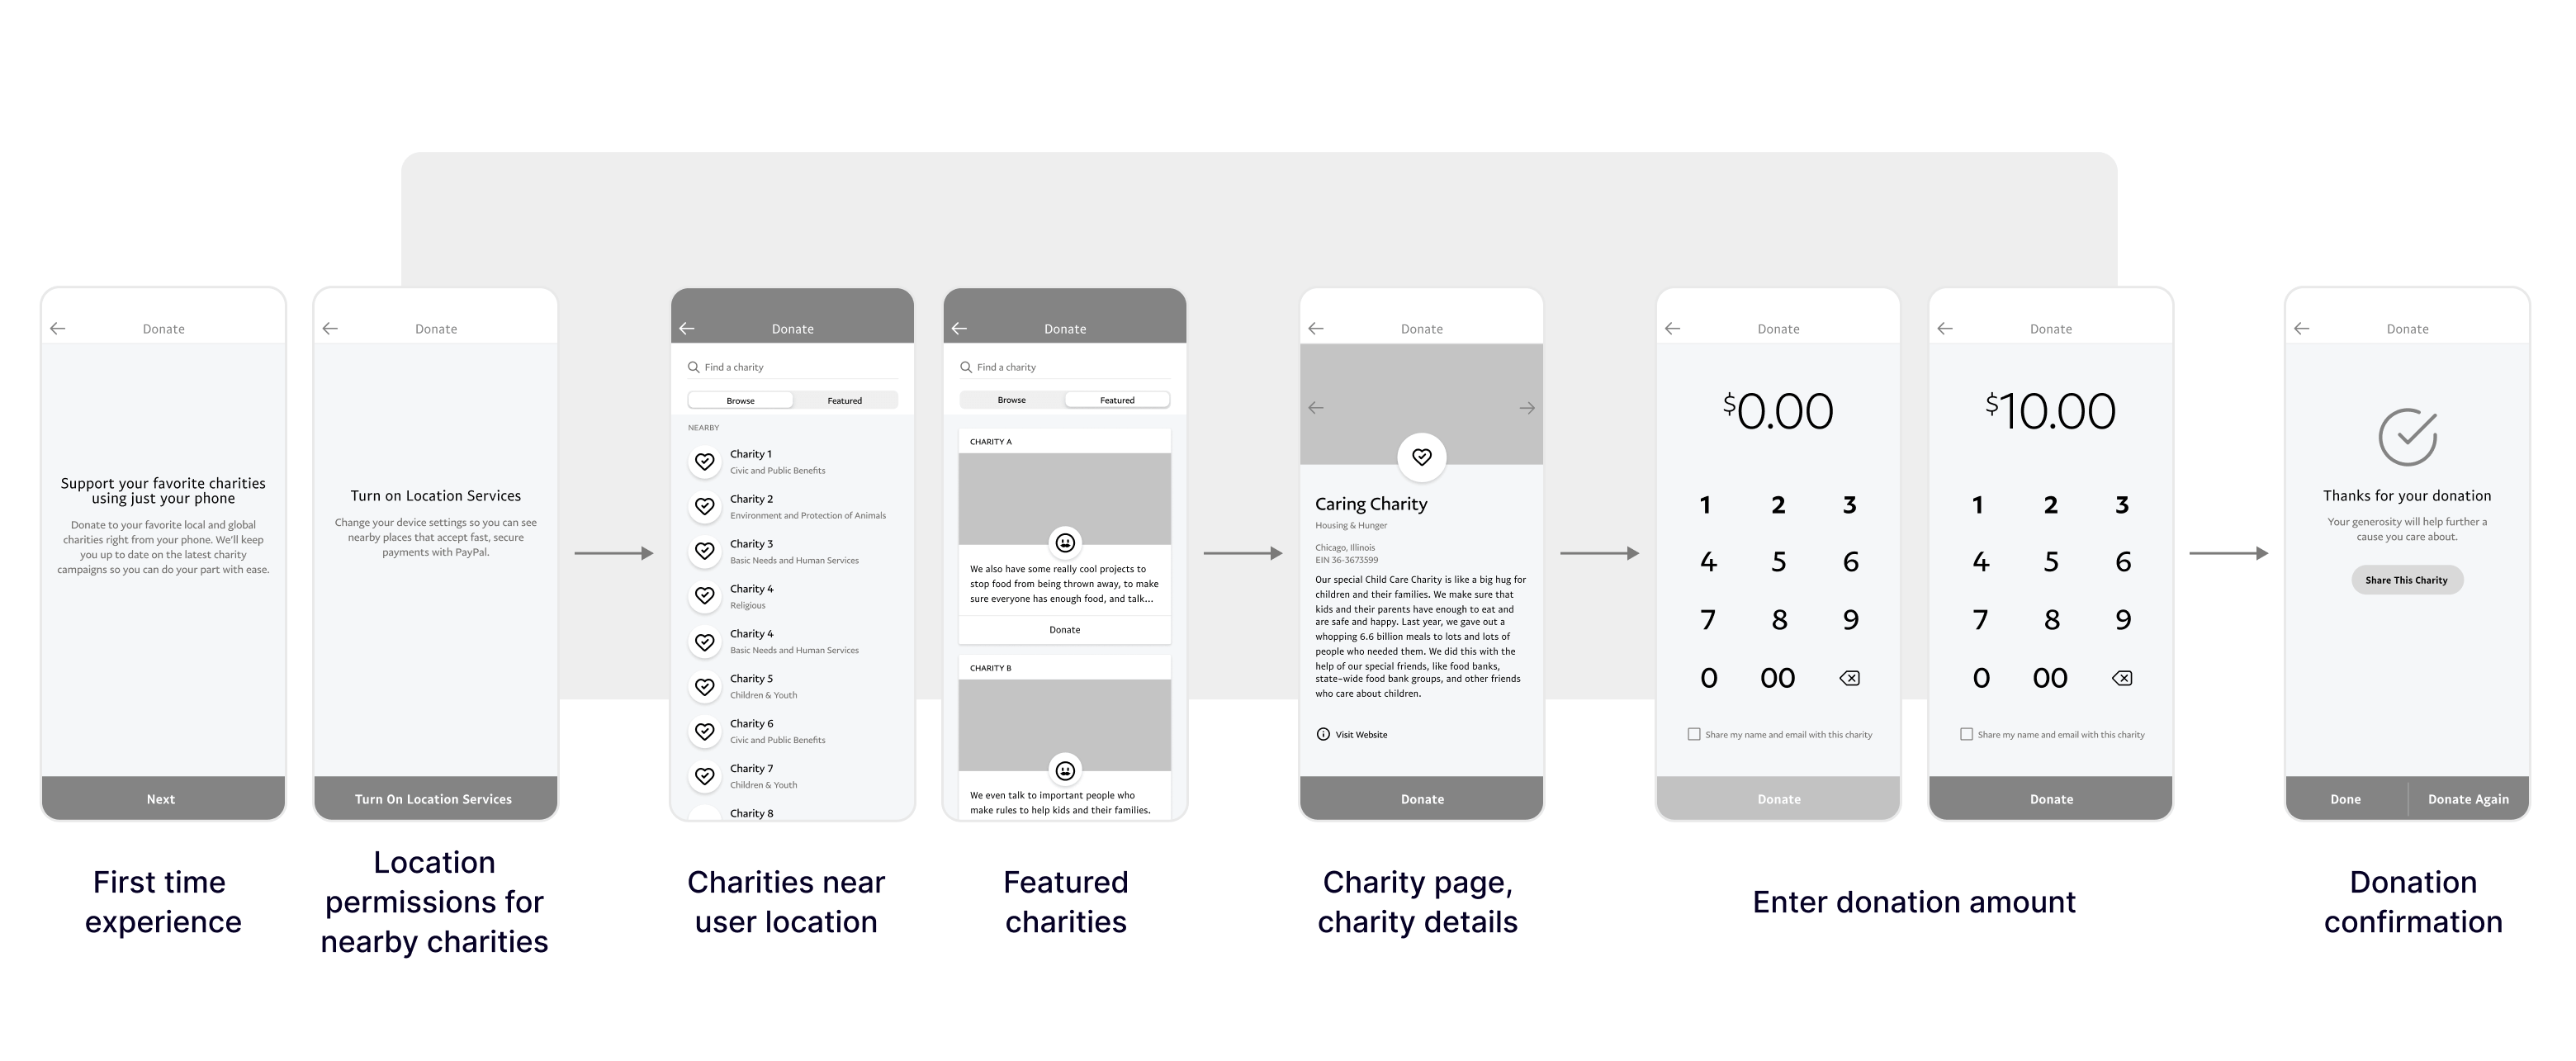 Donate
Support your favorite charities
using just your phone
Donate to your favorite local and global
charities right from your phone. We'll keep
you up to date on the latest charity
campaigns so you can do your part with ease.
Next
First time
experience
Donate
Turn on Location Services
Change your device settings so you can see
nearby places that accept fast, secure
payments with PayPal.
Turn On Location Services
Location
permissions for
nearby charities
Donate
Find a charity
Browse Featured
NEARBY
Charity 1
Civic and Public Benefits
Charity 2
Environment and Protection of Animals
Charity 3
Basic Needs and Human Services
Charity 4
Religious
Charity 4
Basic Needs and Human Services
Charity 5
Children & Youth
Charity 6
Civic and Public Benefits
Charity 7
Children & Youth
Charity 8
Charities near
user location
Donate
Find a charity
Browse Featured
CHARITY A
We also have some really cool projects to
stop food from being thrown away, to make
sure everyone has enough food, and talk...
Donate
CHARITY B
We even talk to important people who
make rules to help kids and their families.
Featured
charities
Donate
Caring Charity
Housing & Hunger
Chicago, Illinois
EIN 36-3673599
Our special Child Care Charity is like a big hug for
children and their families. We make sure that
kids and their parents have enough to eat and
are safe and happy. Last year, we gave out a
whopping 6.6 billion meals to lots and lots of
people who needed them. We did this with the
help of our special friends, like food banks,
state-wide food bank groups, and other friends
who care about children.
Visit Website
Donate
Charity page,
charity details
Donate
$0.00
1 2 3
4 5 6
7 8 9
0 00
Share my name and email with this charity
Donate
Donate
$10.00
1 2 3
4 5 6
7 8 9
0 00
Share my name and email with this charity
Donate
Enter donation amount
Donate
Thanks for your donation
Your generosity will help further a
cause you care about.
Share This Charity
Done Donate Again
Donation
confirmation